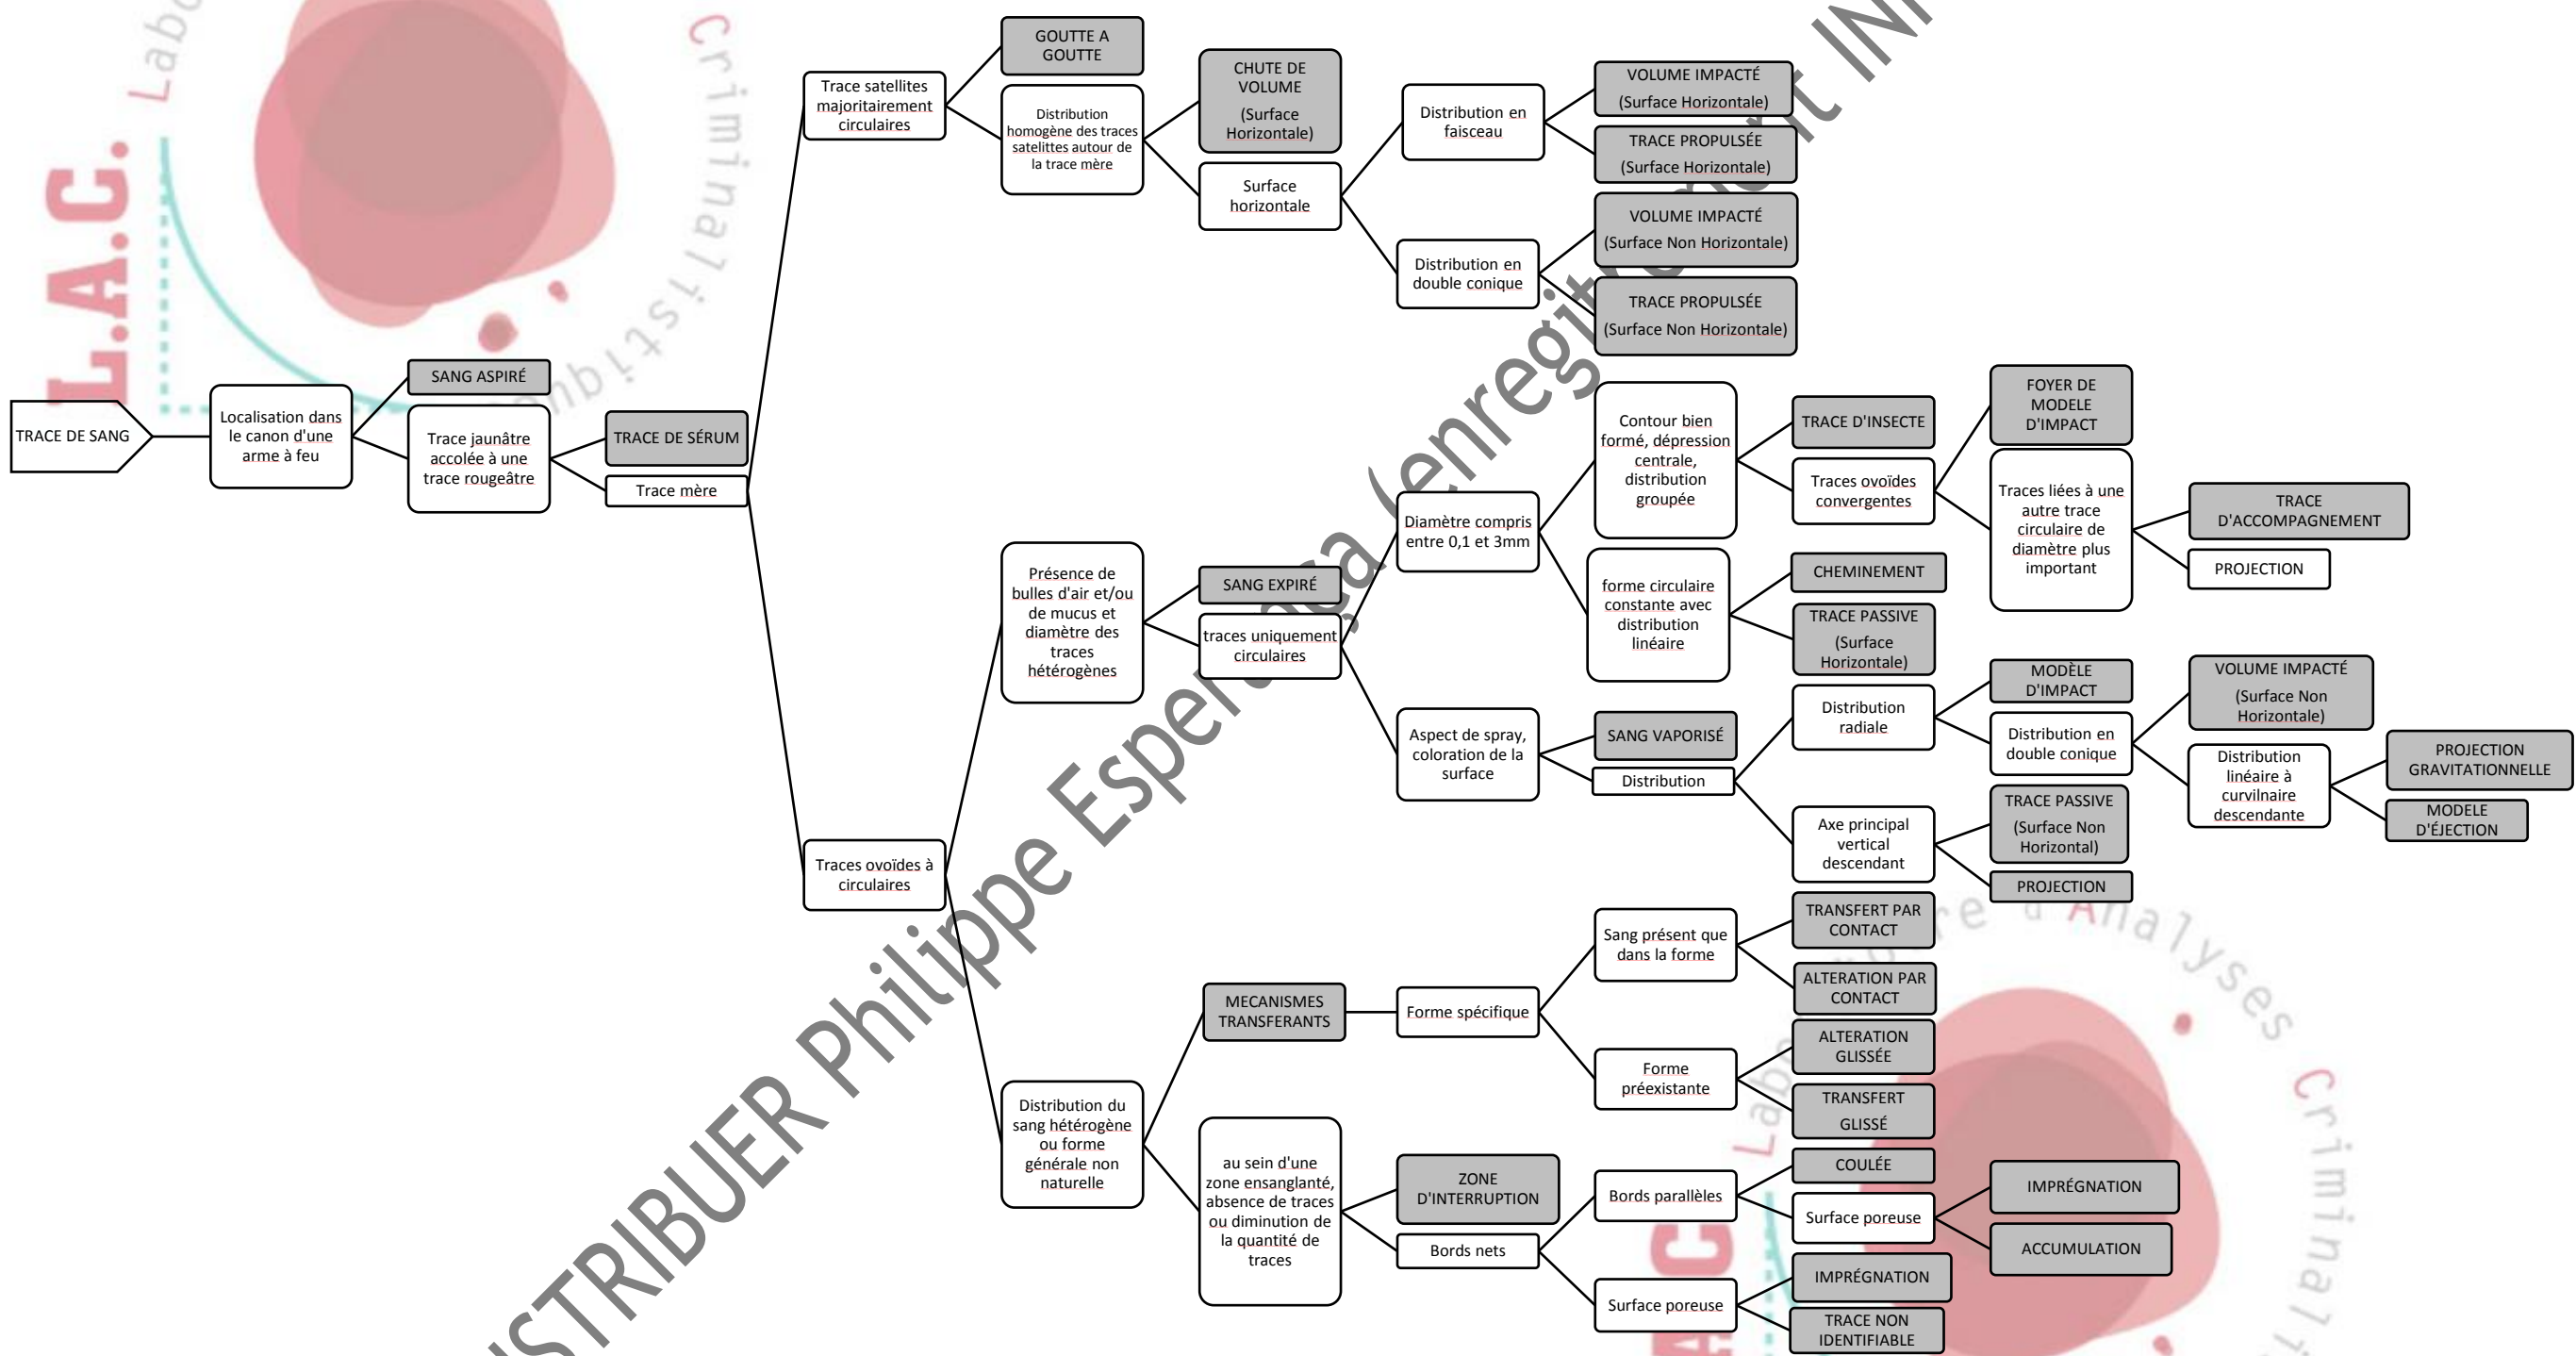 TRACE DE SANG
Localisation dans
le canon d'une
arme à feu
SANG ASPIRÉ
Trace jaunâtre
accolée à une
trace rougeâtre
TRACE DE SÉRUM
Trace mère
Trace satellites
majoritairement
circulaires
GOUTTE A
GOUTTE
Distribution
homogène des traces
satelittes autour de
la trace mère
CHUTE DE
VOLUME
(Surface
Horizontale)
Surface
horizontale
Distribution en
faisceau
VOLUME IMPACTÉ
(Surface Horizontale)
TRACE PROPULSÉE
(Surface Horizontale)
Distribution en
double conique
VOLUME IMPACTÉ
(Surface Non Horizontale)
TRACE PROPULSÉE
(Surface Non Horizontale)
Traces ovoïdes à
circulaires
Présence de
bulles d'air et/ou
de mucus et
diamètre des
traces
hétérogènes
SANG EXPIRÉ
traces uniquement
circulaires
Diamètre compris
entre 0,1 et 3mm
Contour bien
formé, dépression
centrale,
distribution
groupée
TRACE D'INSECTE
Traces ovoïdes
convergentes
FOYER DE
MODELE
D'IMPACT
Traces liées à une
autre trace
circulaire de
diamètre plus
important
TRACE
D'ACCOMPAGNEMENT
PROJECTION
forme circulaire
constante avec
distribution
linéaire
CHEMINEMENT
TRACE PASSIVE
(Surface
Horizontale)
Aspect de spray,
coloration de la
surface
SANG VAPORISÉ
Distribution
Distribution
radiale
MODÈLE
D'IMPACT
Distribution en
double conique
VOLUME IMPACTÉ
(Surface Non
Horizontale)
Distribution
linéaire à
curvilnaire
descendante
PROJECTION
GRAVITATIONNELLE
MODELE
D'ÉJECTION
Axe principal
vertical
descendant
TRACE PASSIVE
(Surface Non
Horizontal)
PROJECTION
Distribution du
sang hétérogène
ou forme
générale non
naturelle
MECANISMES
TRANSFERANTS
Forme spécifique
Sang présent que
dans la forme
TRANSFERT PAR
CONTACT
ALTERATION PAR
CONTACT
Forme
préexistante
ALTERATION
GLISSÉE
TRANSFERT
GLISSÉ
au sein d'une
zone ensanglanté,
absence de traces
ou diminution de
la quantité de
traces
ZONE
D'INTERRUPTION
Bords nets
Bords parallèles
COULÉE
Surface poreuse
IMPRÉGNATION
ACCUMULATION
Surface poreuse
IMPRÉGNATION
TRACE NON
IDENTIFIABLE
L.A.C.
Criminalistique
Philippe Esperança